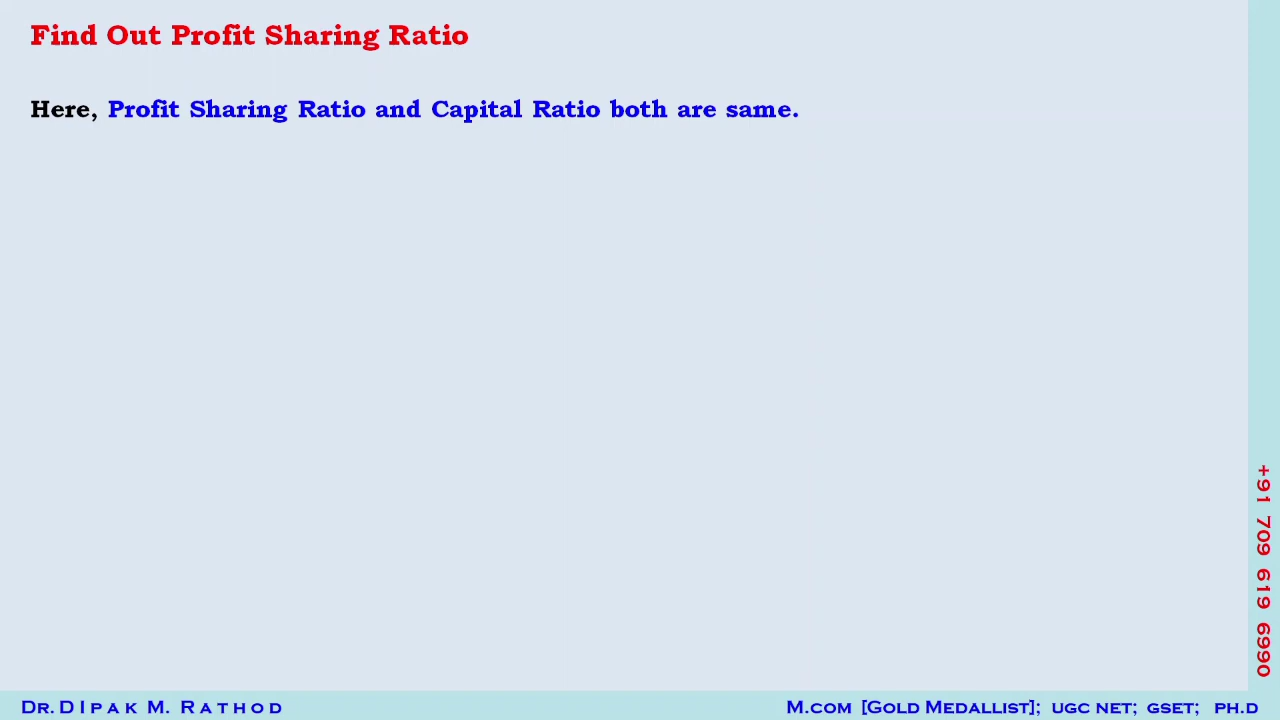 Find Out Profit Sharing Ratio
Here, Profit Sharing Ratio and Capital Ratio both are same.
+91 709 619 6990
Dr. DIpak M. Rathod
M.com [Gold Medallist]; UGC NET; GSET; Ph.D